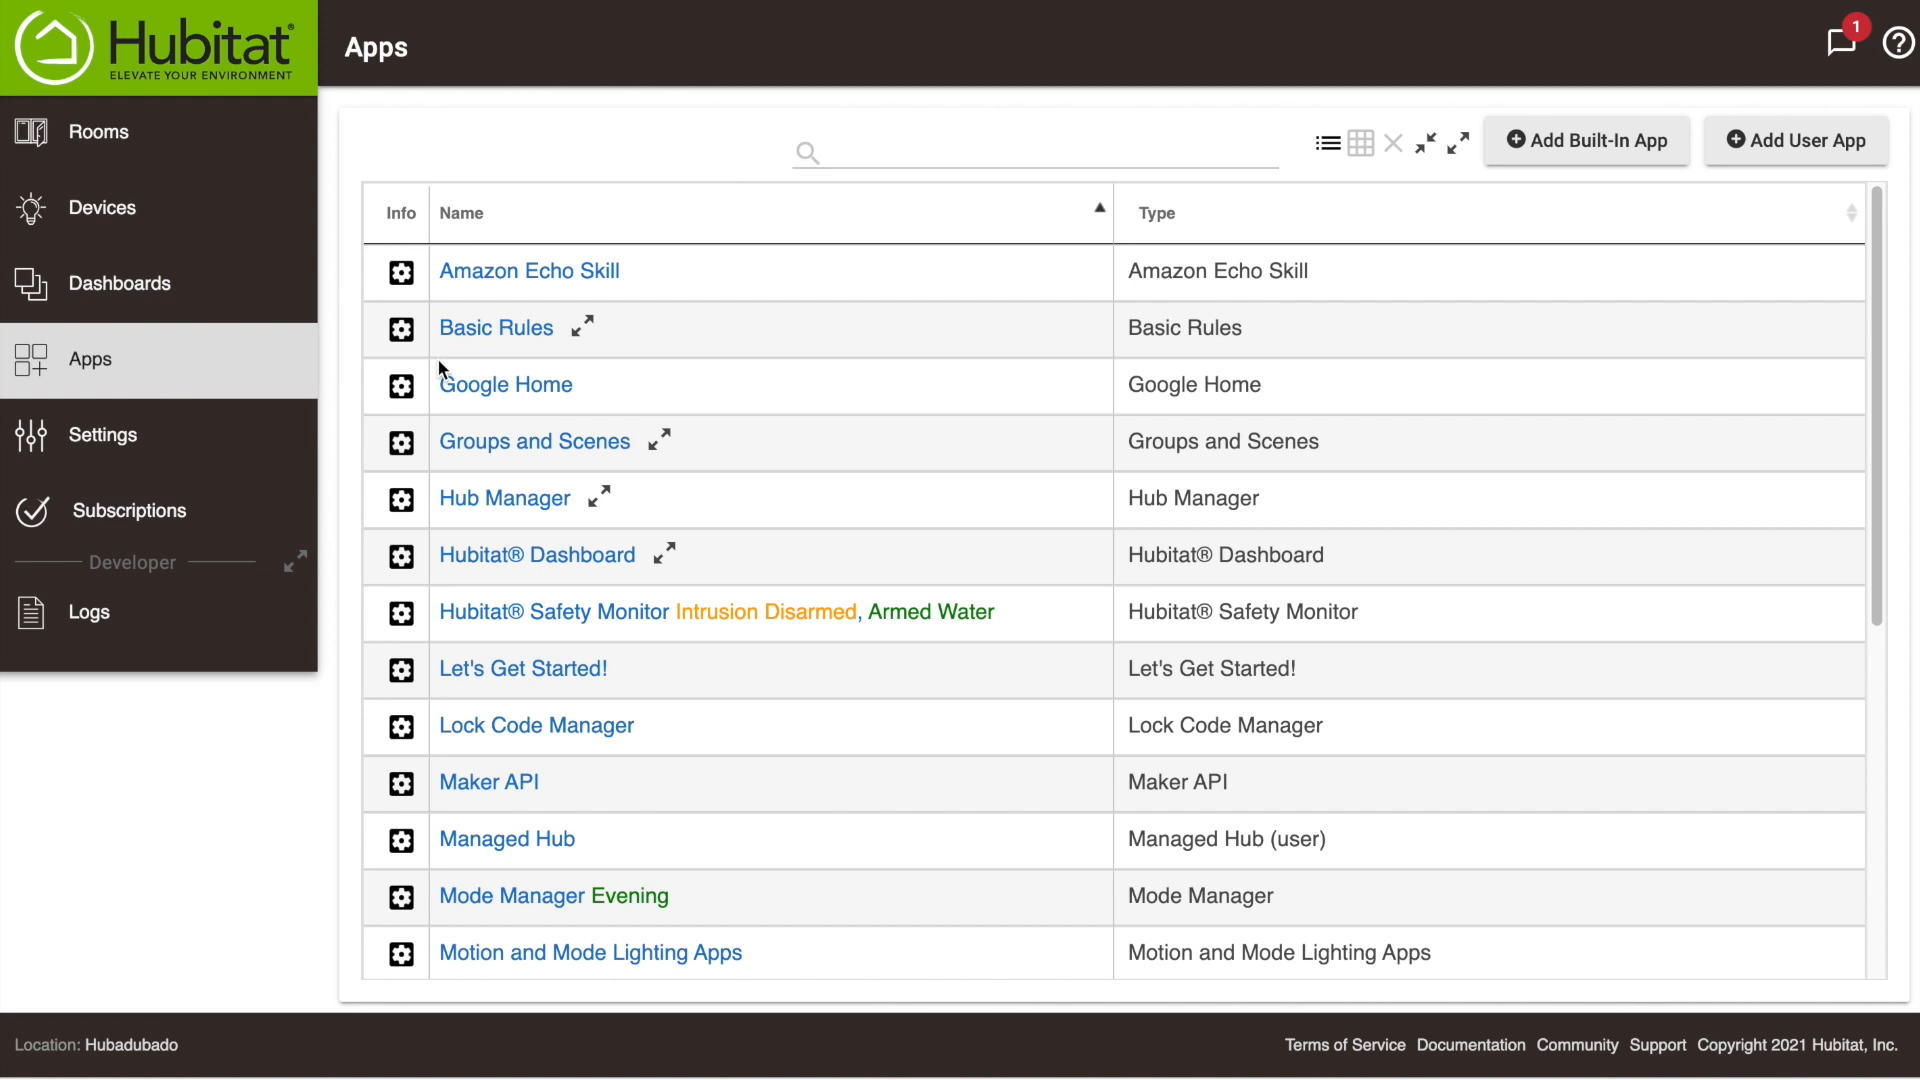 Hubitat®
ELEVATE YOUR ENVIRONMENT
Apps
1
Rooms
Devices
Dashboards
Apps
Settings
Subscriptions
Developer
Logs
Add Built-In App
Add User App
Info Name Type
Amazon Echo Skill Amazon Echo Skill
Basic Rules Basic Rules
Google Home Google Home
Groups and Scenes Groups and Scenes
Hub Manager Hub Manager
Hubitat® Dashboard Hubitat® Dashboard
Hubitat® Safety Monitor Intrusion Disarmed, Armed Water Hubitat® Safety Monitor
Let's Get Started! Let's Get Started!
Lock Code Manager Lock Code Manager
Maker API Maker API
Managed Hub Managed Hub (user)
Mode Manager Evening Mode Manager
Motion and Mode Lighting Apps Motion and Mode Lighting Apps
Location: Hubadubado
Terms of Service Documentation Community Support Copyright 2021 Hubitat, Inc.